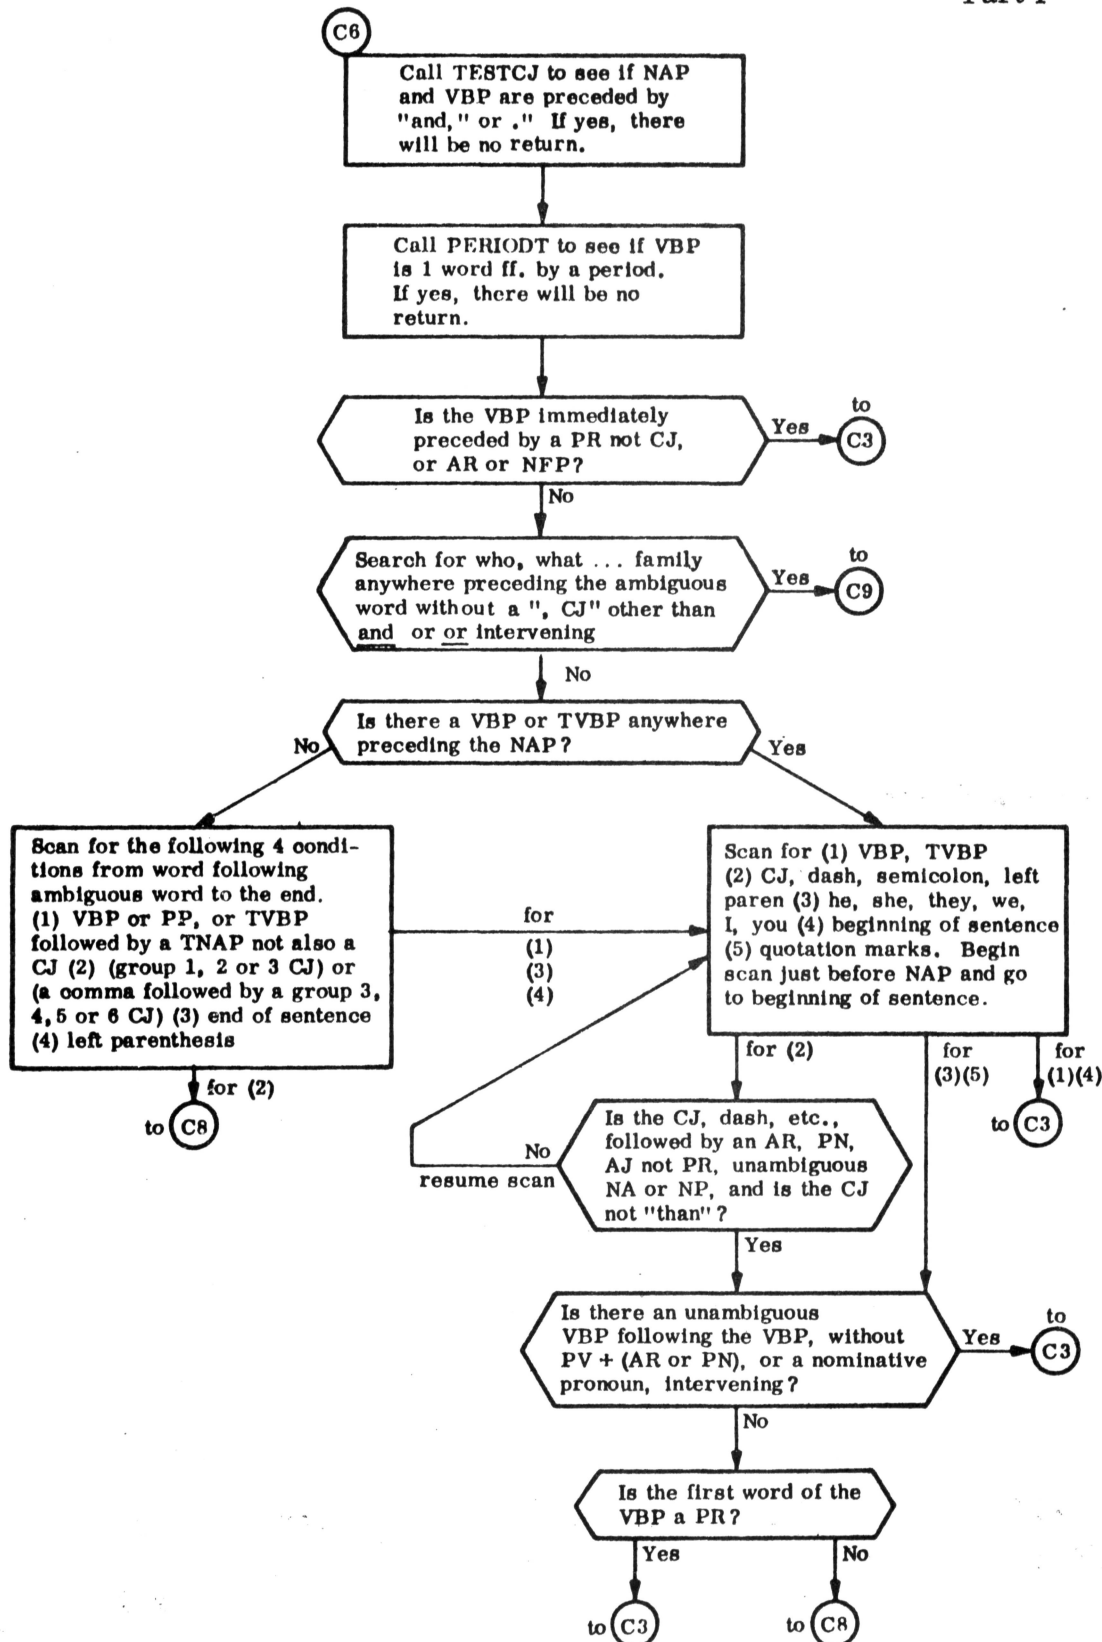 C6
Call TESTCJ to see if NAP
and VBP are preceded by
"and," or ." If yes, there
will be no return.
Call PERIODT to see if VBP
is 1 word ff. by a period.
If yes, there will be no
return.
Is the VBP immediately
preceded by a PR not CJ,
or AR or NFP?
Yes
to
C3
No
Search for who, what ... family
anywhere preceding the ambiguous
word without a ", CJ" other than
and or or intervening
Yes
to
C9
No
Is there a VBP or TVBP anywhere
preceding the NAP?
No
Yes
Scan for the following 4 condi-
tions from word following
ambiguous word to the end.
(1) VBP or PP, or TVBP
followed by a TNAP not also a
CJ (2) (group 1, 2 or 3 CJ) or
(a comma followed by a group 3,
4, 5 or 6 CJ) (3) end of sentence
(4) left parenthesis
for
(1)
(3)
(4)
Scan for (1) VBP, TVBP
(2) CJ, dash, semicolon, left
paren (3) he, she, they, we,
I, you (4) beginning of sentence
(5) quotation marks. Begin
scan just before NAP and go
to beginning of sentence.
for (2)
to C8
for (2)
for
(3)(5)
for
(1)(4)
to C3
Is the CJ, dash, etc.,
followed by an AR, PN,
AJ not PR, unambiguous
NA or NP, and is the CJ
not "than"?
No
resume scan
Yes
Is there an unambiguous
VBP following the VBP, without
PV + (AR or PN), or a nominative
pronoun, intervening?
Yes
to
C3
No
Is the first word of the
VBP a PR?
Yes
No
to C3
to C8